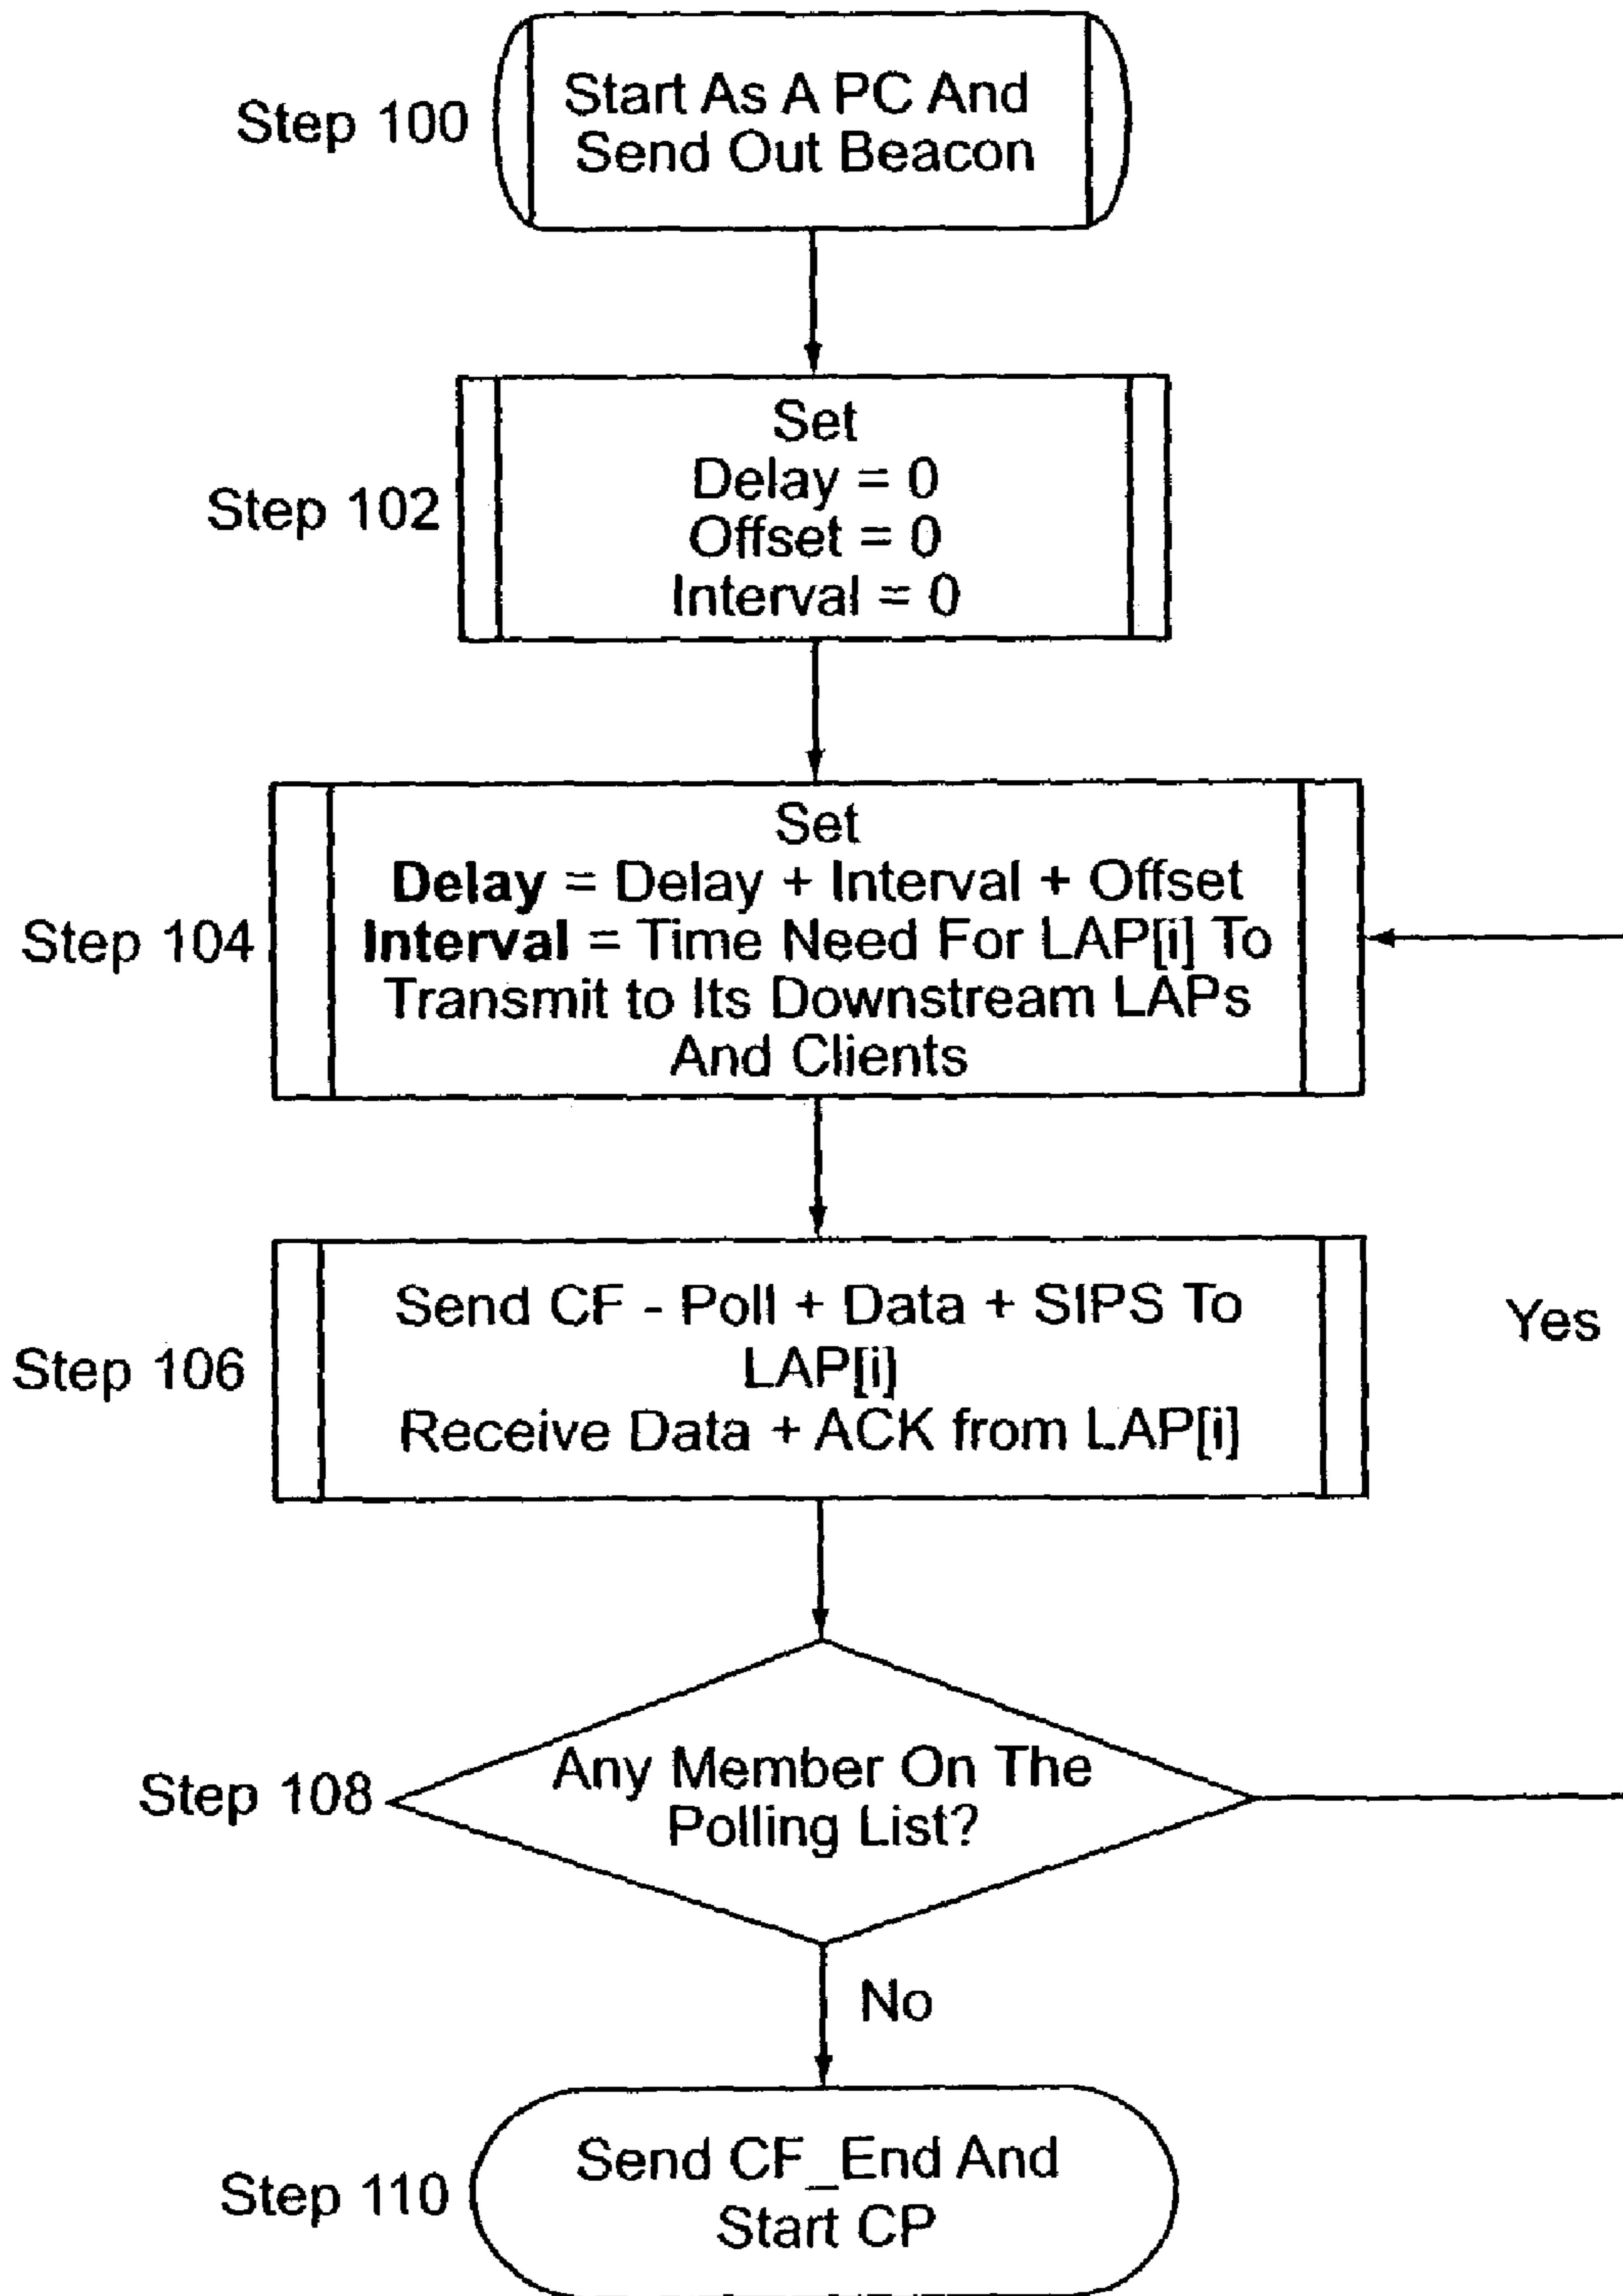 Step 100
Start As A PC And
Send Out Beacon
Step 102
Set
Delay = 0
Offset = 0
Interval = 0
Step 104
Set
Delay = Delay + Interval + Offset
Interval = Time Need For LAP[i] To
Transmit to Its Downstream LAPs
And Clients
Step 106
Send CF - Poll + Data + SIPS To
LAP[i]
Receive Data + ACK from LAP[i]
Yes
Step 108
Any Member On The
Polling List?
No
Step 110
Send CF_End And
Start CP